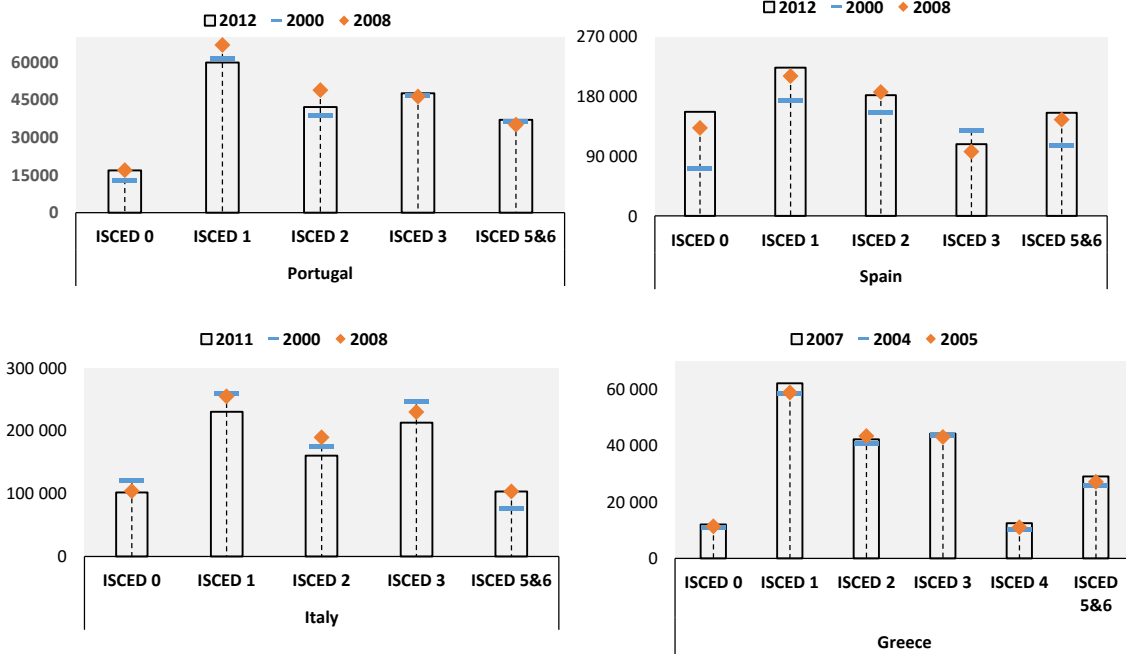 2012 2000 2008
60000
45000
30000
15000
0
ISCED 0 ISCED 1 ISCED 2 ISCED 3 ISCED 5&6
Portugal
2012 2000 2008
270 000
180 000
90 000
0
ISCED 0 ISCED 1 ISCED 2 ISCED 3 ISCED 5&6
Spain
2011 2000 2008
300 000
200 000
100 000
0
ISCED 0 ISCED 1 ISCED 2 ISCED 3 ISCED 5&6
Italy
2007 2004 2005
60 000
40 000
20 000
0
ISCED 0 ISCED 1 ISCED 2 ISCED 3 ISCED 4 ISCED
5&6
Greece